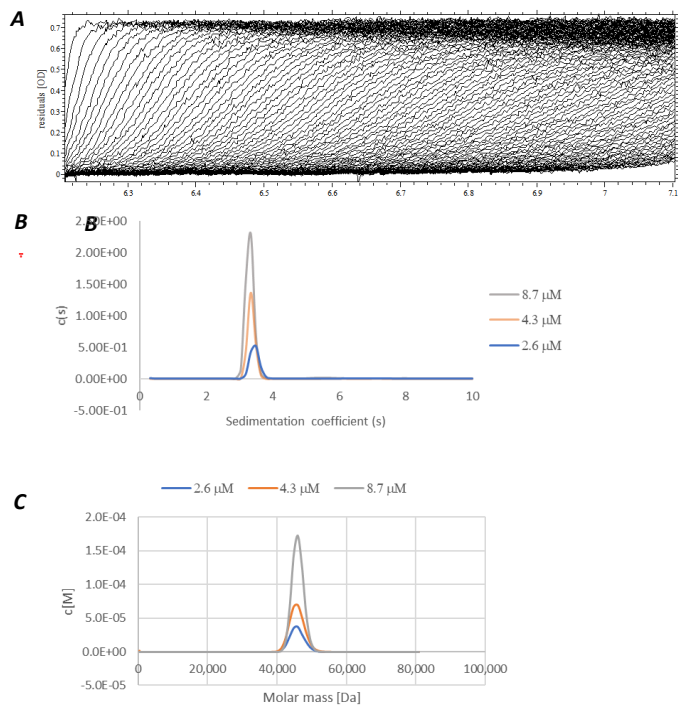 A
residuals [OD]
0.7
0.6
0.5
0.4
0.3
0.2
0.1
0
6.3 6.4 6.5 6.6 6.7 6.8 6.9 7 7.1
B
B
c(s)
2.00E+00
1.50E+00
1.00E+00
5.00E-01
0.00E+00
-5.00E-01
0 2 4 6 8 10
Sedimentation coefficient (s)
8.7 µM
4.3 µM
2.6 µM
C
2.6 µM 4.3 µM 8.7 µM
c[M]
2.0E-04
1.5E-04
1.0E-04
5.0E-05
0.0E+00
-5.0E-05
0 20,000 40,000 60,000 80,000 100,000
Molar mass [Da]